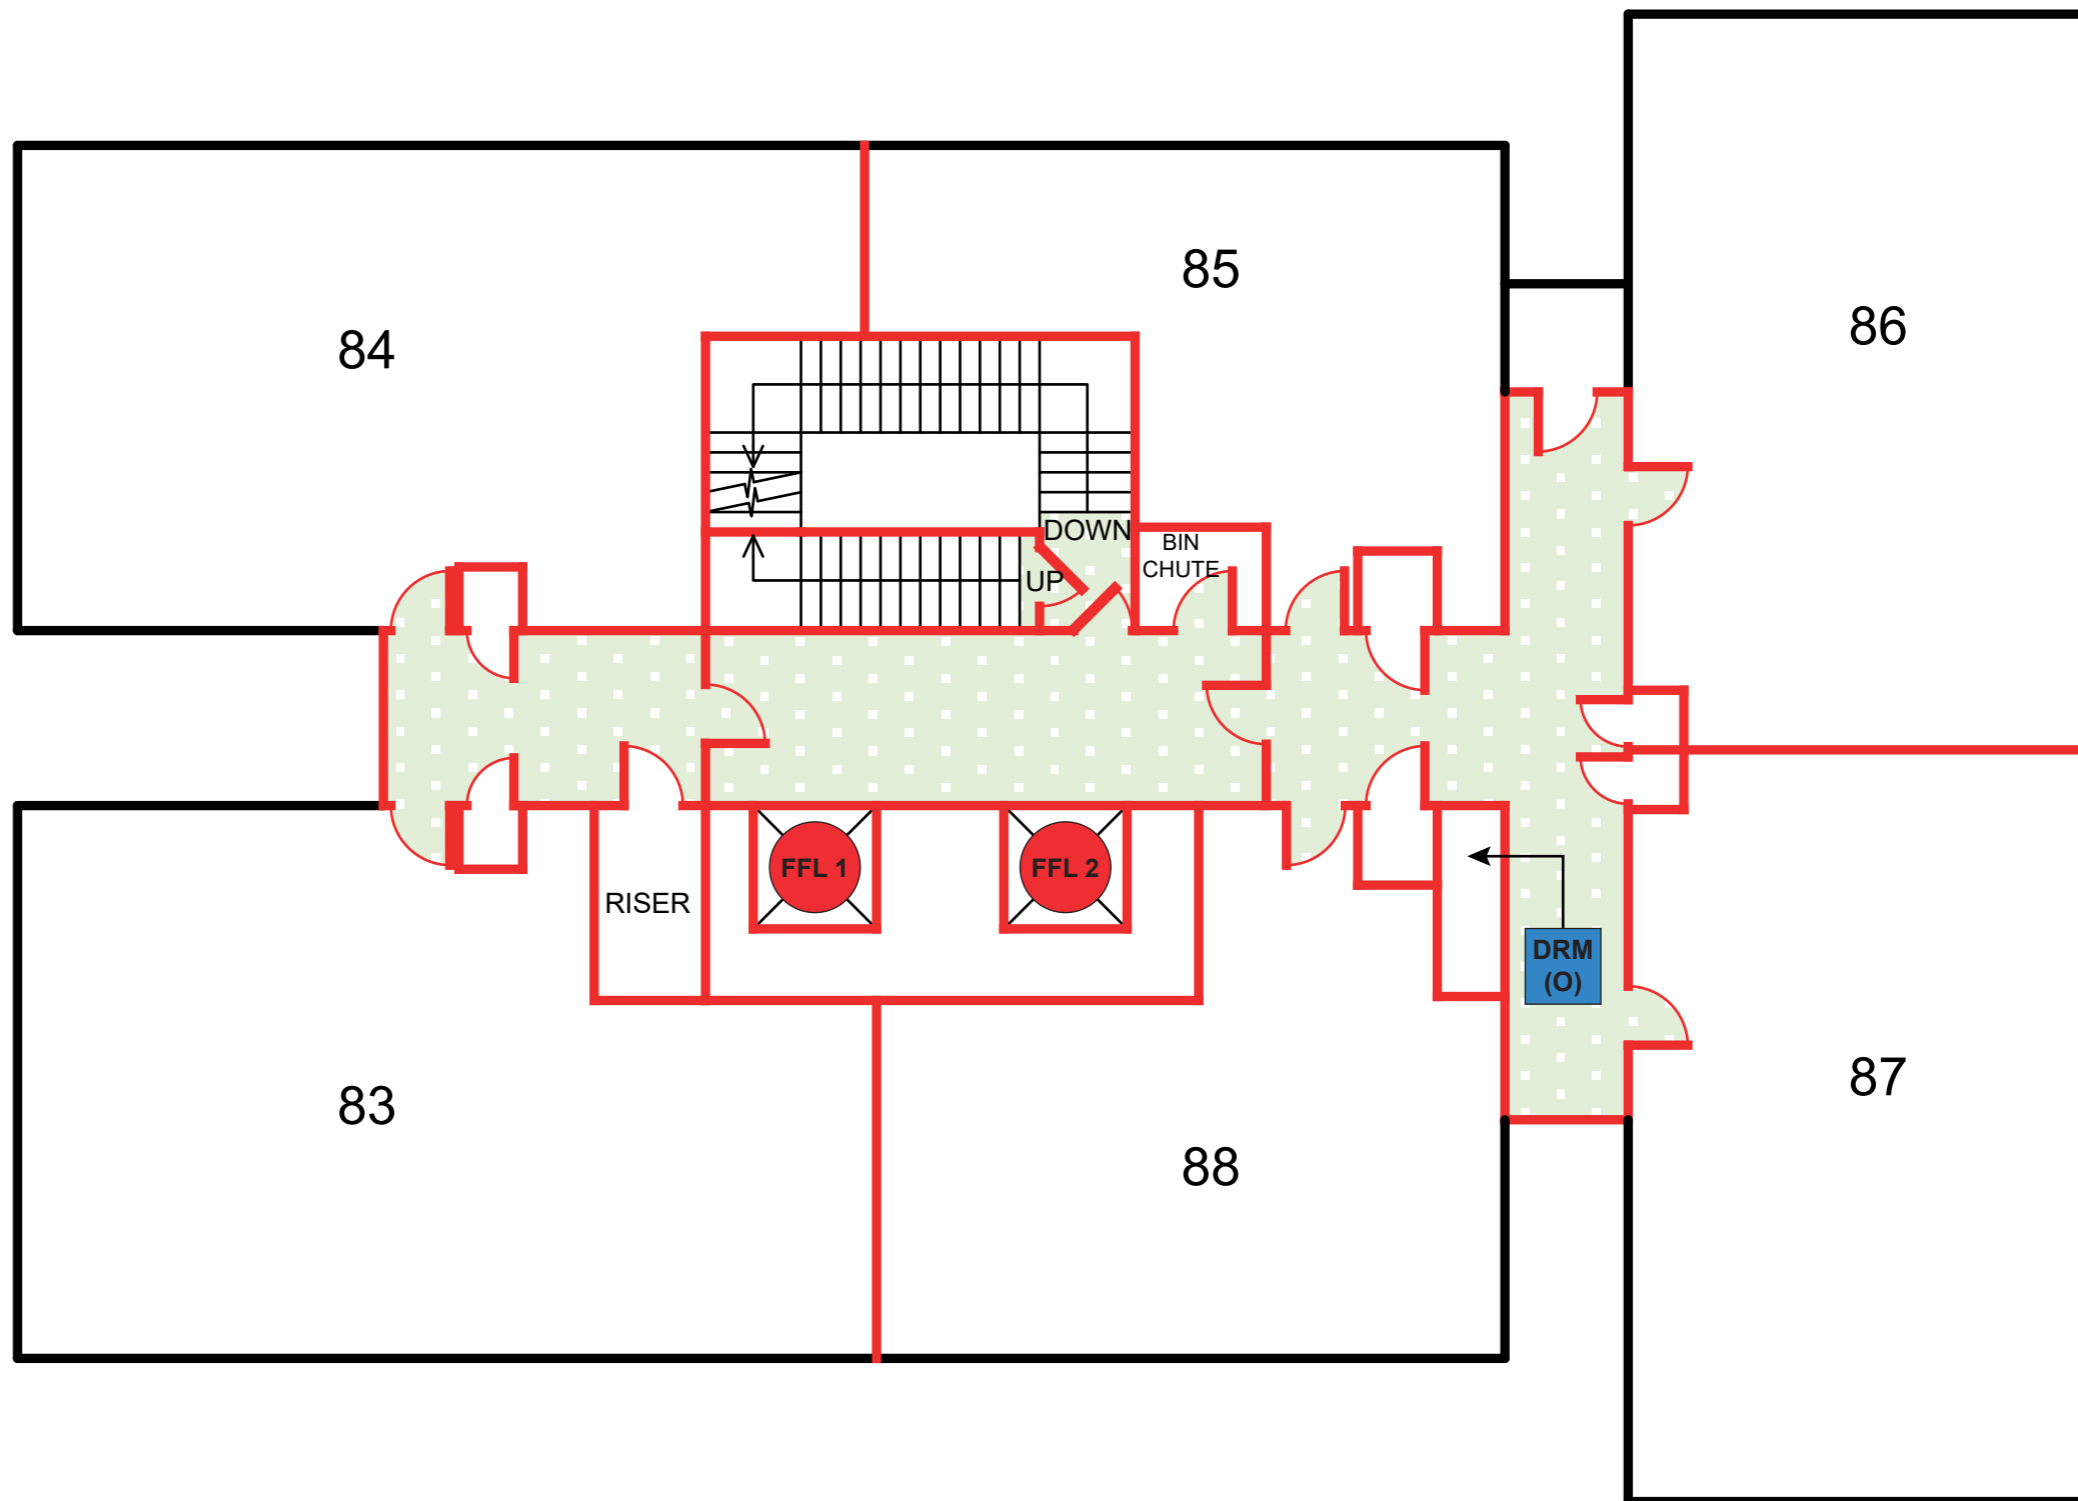 86
85
84
DOWN
BIN
CHUTE
UP
FFL 1
FFL 2
RISER
DRM
(O)
83
87
88